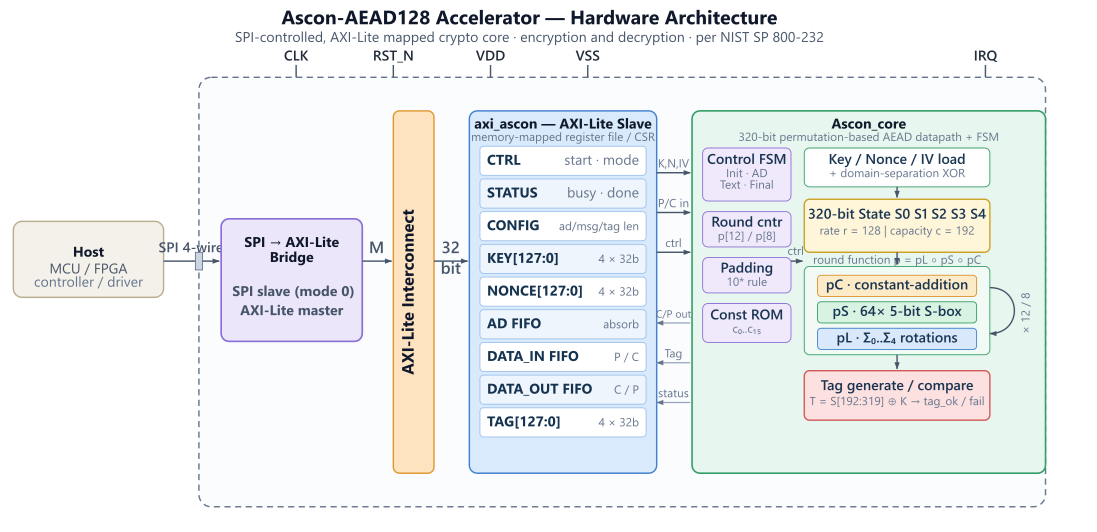 Ascon-AEAD128 Accelerator — Hardware Architecture
SPI-controlled, AXI-Lite mapped crypto core · encryption and decryption · per NIST SP 800-232
CLK
RST_N
VDD
VSS
IRQ
Host
MCU / FPGA
controller / driver
SPI 4-wire
SPI → AXI-Lite
Bridge
SPI slave (mode 0)
AXI-Lite master
M
AXI-Lite Interconnect
32
bit
axi_ascon — AXI-Lite Slave
memory-mapped register file / CSR
CTRL start · mode
STATUS busy · done
CONFIG ad/msg/tag len
KEY[127:0] 4 × 32b
NONCE[127:0] 4 × 32b
AD FIFO absorb
DATA_IN FIFO P / C
DATA_OUT FIFO C / P
TAG[127:0] 4 × 32b
K,N,IV
P/C in
ctrl
C/P out
Tag
status
Ascon_core
320-bit permutation-based AEAD datapath + FSM
Control FSM
Init · AD
Text · Final
Round cntr
p[12] / p[8]
Padding
10* rule
Const ROM
c₀..c₁₅
ctrl
Key / Nonce / IV load
+ domain-separation XOR
320-bit State S0 S1 S2 S3 S4
rate r = 128 | capacity c = 192
round function p = pL ∘ pS ∘ pC
pC · constant-addition
pS · 64× 5-bit S-box
pL · Σ₀..Σ₄ rotations
× 12 / 8
Tag generate / compare
T = S[192:319] ⊕ K → tag_ok / fail